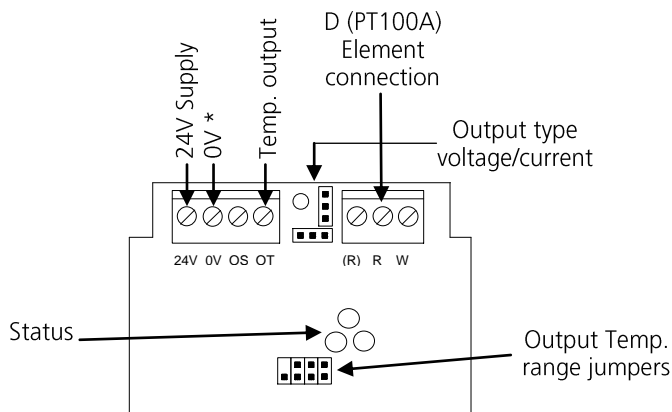 D (PT100A)
Element
connection
24V Supply
0V *
Temp. output
Output type
voltage/current
24V 0V OS OT
(R) R W
Status
Output Temp.
range jumpers